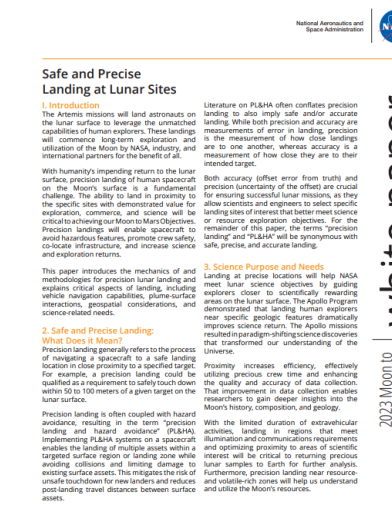 National Aeronautics and
Space Administration
Safe and Precise
Landing at Lunar Sites
I. Introduction
The Artemis missions will land astronauts on
the lunar surface to leverage the unmatched
capabilities of human explorers. These landings
will commence long-term exploration and
utilization of the Moon by NASA, industry, and
international partners for the benefit of all.
With humanity's impending return to the lunar
surface, precision landing of human spacecraft
on the Moon's surface is a fundamental
challenge. The ability to land in proximity to
the specific sites with demonstrated value for
exploration, commerce, and science will be
critical to achieving our Moon to Mars Objectives.
Precision landings will enable spacecraft to
avoid hazardous features, promote crew safety,
co-locate infrastructure, and increase science
and exploration returns.
This paper introduces the mechanics of and
methodologies for precision lunar landing and
explains critical aspects of landing, including
vehicle navigation capabilities, plume-surface
interactions, geospatial considerations, and
science-related needs.
2. Safe and Precise Landing:
What Does it Mean?
Precision landing generally refers to the process
of navigating a spacecraft to a safe landing
location in close proximity to a specified target.
For example, a precision landing could be
qualified as a requirement to safely touch down
within 50 to 100 meters of a given target on the
lunar surface.
Precision landing is often coupled with hazard
avoidance, resulting in the term "precision
landing and hazard avoidance" (PL&HA).
Implementing PL&HA systems on a spacecraft
enables the landing of multiple assets within a
targeted surface region or landing zone while
avoiding collisions and limiting damage to
existing surface assets. This mitigates the risk of
unsafe touchdown for new landers and reduces
post-landing travel distances between surface
assets.
Literature on PL&HA often conflates precision
landing to also imply safe and/or accurate
landing. While both precision and accuracy are
measurements of error in landing, precision
is the measurement of how close landings
are to one another, whereas accuracy is a
measurement of how close they are to their
intended target.
Both accuracy (offset error from truth) and
precision (uncertainty of the offset) are crucial
for ensuring successful lunar missions, as they
allow scientists and engineers to select specific
landing sites of interest that better meet science
or resource exploration objectives. For the
remainder of this paper, the terms "precision
landing" and "PL&HA" will be synonymous with
safe, precise, and accurate landing.
3. Science Purpose and Needs
Landing at precise locations will help NASA
meet lunar science objectives by guiding
explorers closer to scientifically rewarding
areas on the lunar surface. The Apollo Program
demonstrated that landing human explorers
near specific geologic features dramatically
improves science return. The Apollo missions
resulted in paradigm-shifting science discoveries
that transformed our understanding of the
Universe.
Proximity increases efficiency, effectively
utilizing precious crew time and enhancing
the quality and accuracy of data collection.
That improvement in data collection enables
researchers to gain deeper insights into the
Moon's history, composition, and geology.
With the limited duration of extravehicular
activities, landing in regions that meet
illumination and communications requirements
and optimizing proximity to areas of scientific
interest will be critical to returning precious
lunar samples to Earth for further analysis.
Furthermore, precision landing near resource-
and volatile-rich zones will help us understand
and utilize the Moon's resources.
2023 Moon to
white paper